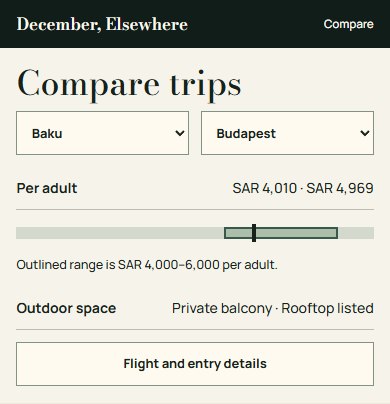 December, Elsewhere
Compare
Compare trips
Baku
Budapest
Per adult
SAR 4,010 · SAR 4,969
Outlined range is SAR 4,000–6,000 per adult.
Outdoor space
Private balcony · Rooftop listed
Flight and entry details